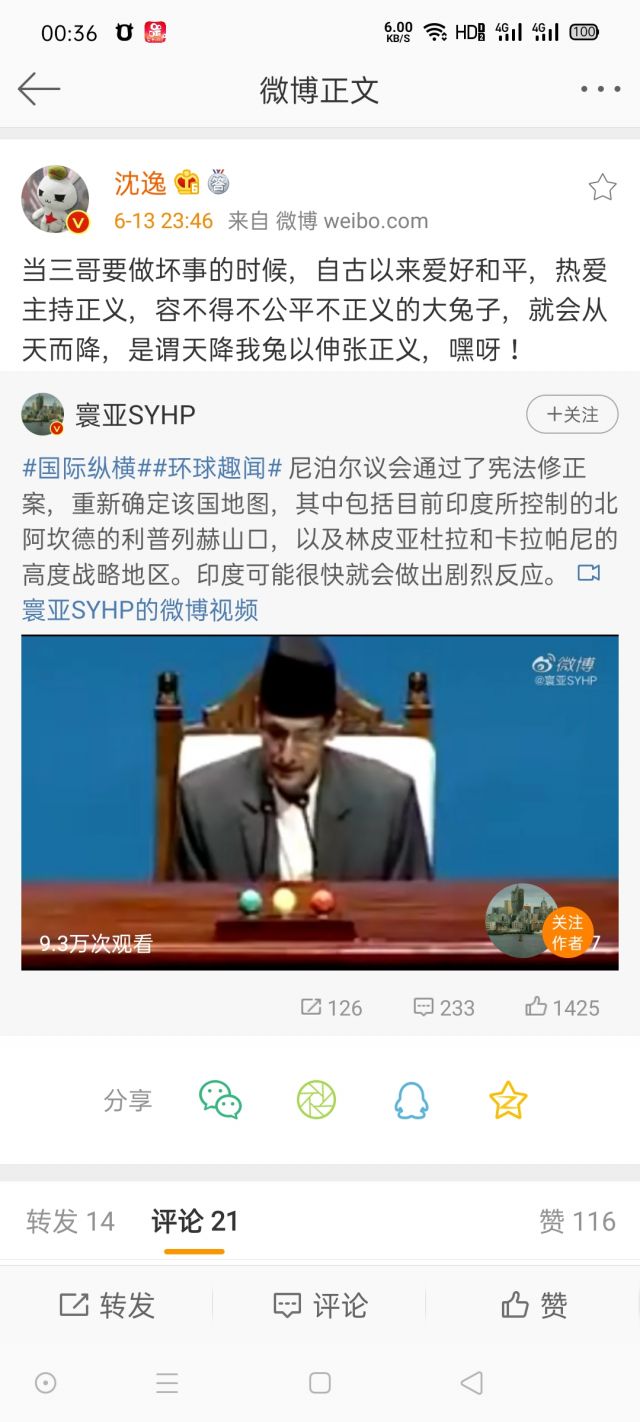 00:36
6.00 KB/S HD 4G 4G 100
微博正文
沈逸
6-13 23:46 来自 微博 weibo.com
当三哥要做坏事的时候，自古以来爱好和平，热爱
主持正义，容不得不公平不正义的大兔子，就会从
天而降，是谓天降我兔以伸张正义，嘿呀！
寰亚SYHP
+关注
#国际纵横##环球趣闻# 尼泊尔议会通过了宪法修正
案，重新确定该国地图，其中包括目前印度所控制的北
阿坎德的利普列赫山口，以及林皮亚杜拉和卡拉帕尼的
高度战略地区。印度可能很快就会做出剧烈反应。
寰亚SYHP的微博视频
微博
@寰亚SYHP
9.3万次观看
关注
作者
7
126 233 1425
分享
转发 14 评论 21 赞 116
转发 评论 赞